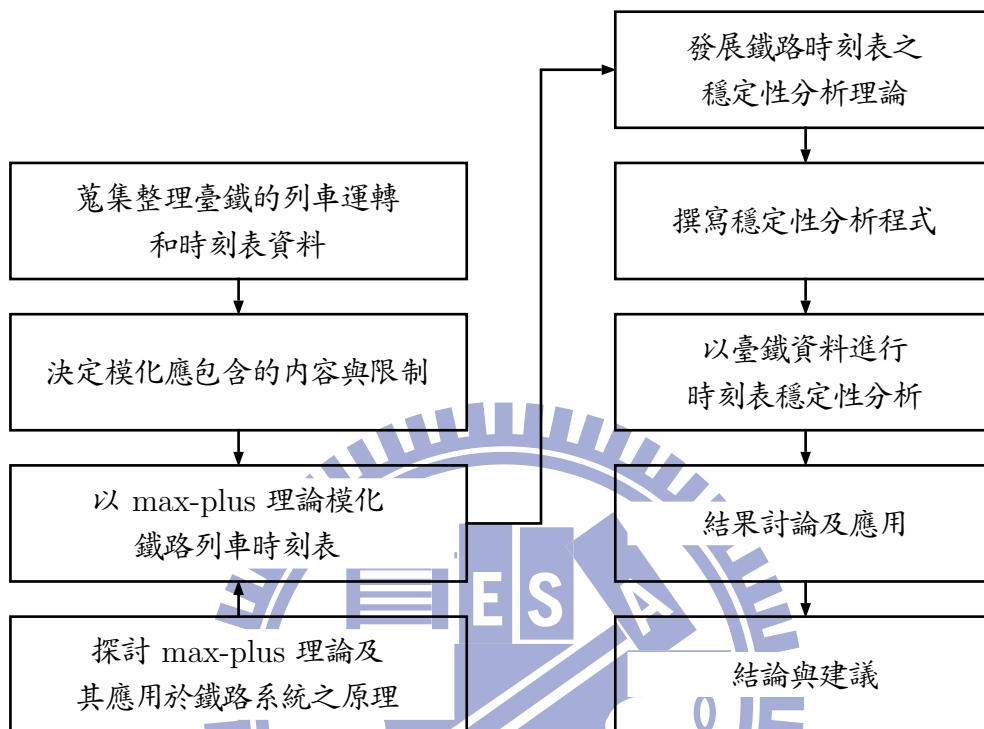 蒐集整理臺鐵的列車運轉
和時刻表資料
決定模化應包含的內容與限制
以 max-plus 理論模化
鐵路列車時刻表
探討 max-plus 理論及
其應用於鐵路系統之原理
發展鐵路時刻表之
穩定性分析理論
撰寫穩定性分析程式
以臺鐵資料進行
時刻表穩定性分析
結果討論及應用
結論與建議
ESA